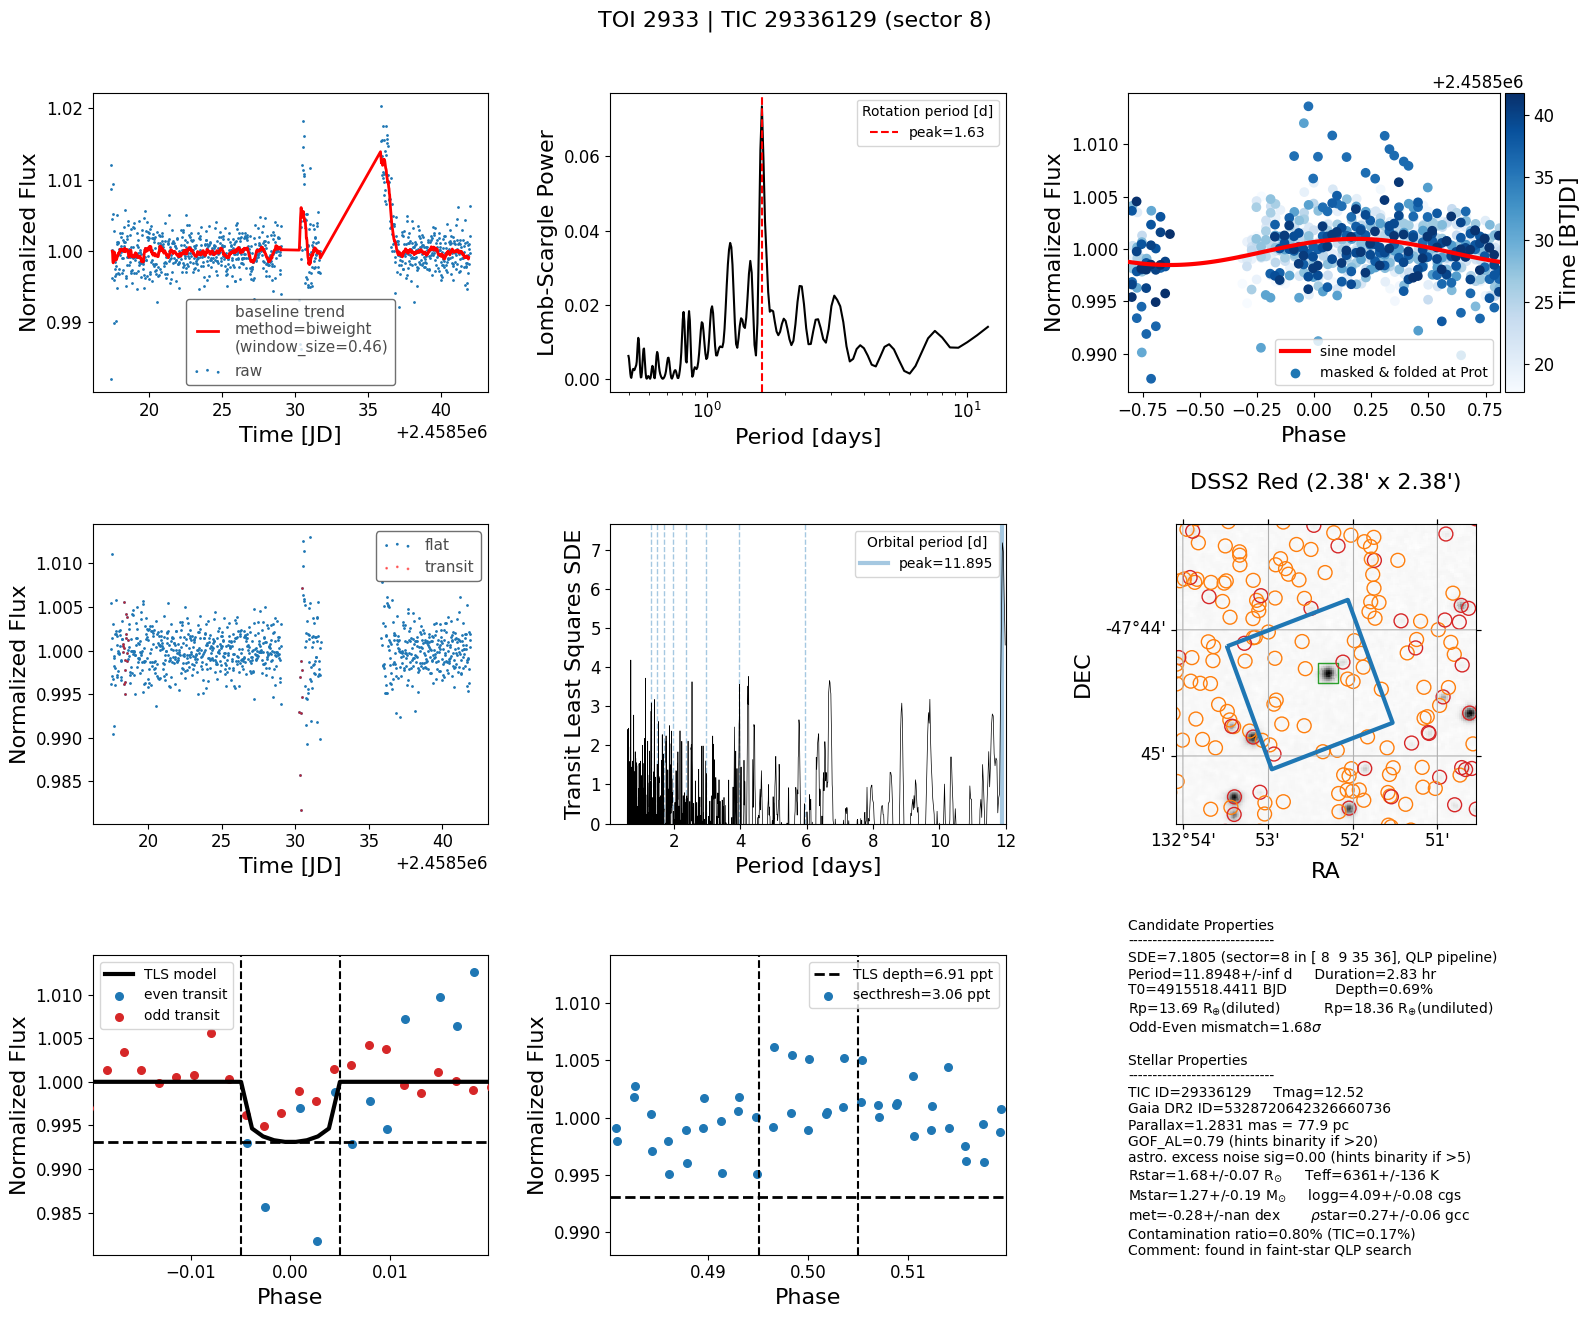 TOI 2933 | TIC 29336129 (sector 8)
Normalized Flux
1.02
1.01
1.00
0.99
baseline trend
method=biweight
(window_size=0.46)
raw
20
25
30
35
40
Time [JD]
+2.4585e6
Lomb-Scargle Power
0.06
0.04
0.02
0.00
Rotation period [d]
peak=1.63
10⁰
10¹
Period [days]
Normalized Flux
1.010
1.005
1.000
0.995
0.990
sine model
masked & folded at Prot
−0.75
−0.50
−0.25
0.00
0.25
0.50
0.75
Phase
+2.4585e6
40
35
30
25
20
Time [BTJD]
Normalized Flux
1.010
1.005
1.000
0.995
0.990
0.985
flat
transit
20
25
30
35
40
Time [JD]
+2.4585e6
Transit Least Squares SDE
7
6
5
4
3
2
1
0
Orbital period [d]
peak=11.895
2
4
6
8
10
12
Period [days]
DSS2 Red (2.38' x 2.38')
DEC
-47°44'
45'
132°54'
53'
52'
51'
RA
Normalized Flux
1.010
1.005
1.000
0.995
0.990
0.985
TLS model
even transit
odd transit
−0.01
0.00
0.01
Phase
Normalized Flux
1.010
1.005
1.000
0.995
0.990
TLS depth=6.91 ppt
secthresh=3.06 ppt
0.49
0.50
0.51
Phase
Candidate Properties
------------------------------
SDE=7.1805 (sector=8 in [ 8  9 35 36], QLP pipeline)
Period=11.8948+/-inf d     Duration=2.83 hr
T0=4915518.4411 BJD     Depth=0.69%
Rp=13.69 R⊕(diluted)     Rp=18.36 R⊕(undiluted)
Odd-Even mismatch=1.68σ
Stellar Properties
------------------------------
TIC ID=29336129     Tmag=12.52
Gaia DR2 ID=5328720642326660736
Parallax=1.2831 mas = 77.9 pc
GOF_AL=0.79 (hints binarity if >20)
astro. excess noise sig=0.00 (hints binarity if >5)
Rstar=1.68+/-0.07 R⊙     Teff=6361+/-136 K
Mstar=1.27+/-0.19 M⊙     logg=4.09+/-0.08 cgs
met=-0.28+/-nan dex     ρstar=0.27+/-0.06 gcc
Contamination ratio=0.80% (TIC=0.17%)
Comment: found in faint-star QLP search